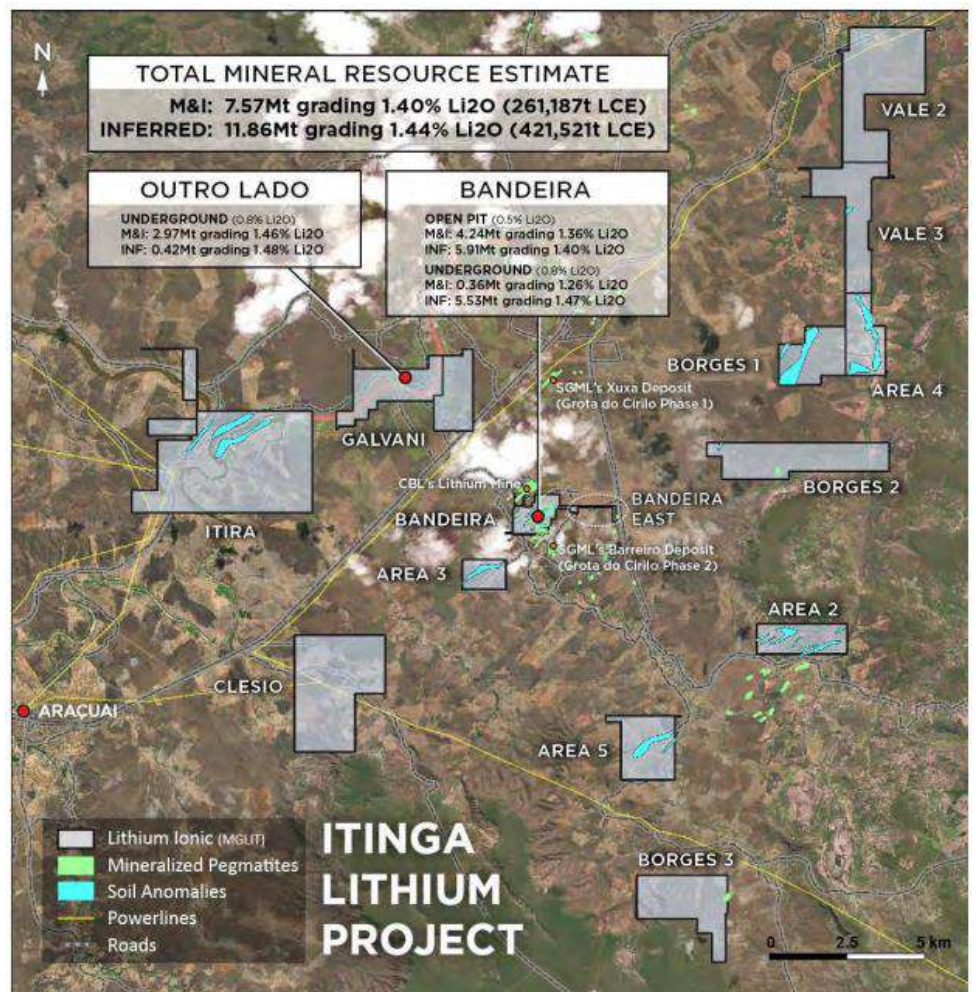 N
TOTAL MINERAL RESOURCE ESTIMATE
M&I: 7.57Mt grading 1.40% Li2O (261,187t LCE)
INFERRED: 11.86Mt grading 1.44% Li2O (421,521t LCE)
OUTRO LADO
UNDERGROUND (0.8% Li2O)
M&I: 2.97Mt grading 1.46% Li2O
INF: 0.42Mt grading 1.48% Li2O
BANDEIRA
OPEN PIT (0.5% Li2O)
M&I: 4.24Mt grading 1.36% Li2O
INF: 5.91Mt grading 1.40% Li2O
UNDERGROUND (0.8% Li2O)
M&I: 0.36Mt grading 1.26% Li2O
INF: 5.53Mt grading 1.47% Li2O
VALE 2
VALE 3
BORGES 1
AREA 4
SGML's Xuxa Deposit
(Grota do Cirilo Phase 1)
GALVANI
ITIRA
CBL's Lithium Mine
BORGES 2
BANDEIRA
BANDEIRA
EAST
SGML's Barreiro Deposit
(Grota do Cirilo Phase 2)
AREA 3
AREA 2
CLESIO
ARAÇUAI
AREA 5
BORGES 3
Lithium Ionic (MGLIT)
Mineralized Pegmatites
Soil Anomalies
Powerlines
Roads
ITINGA
LITHIUM
PROJECT
0 2.5 5 km